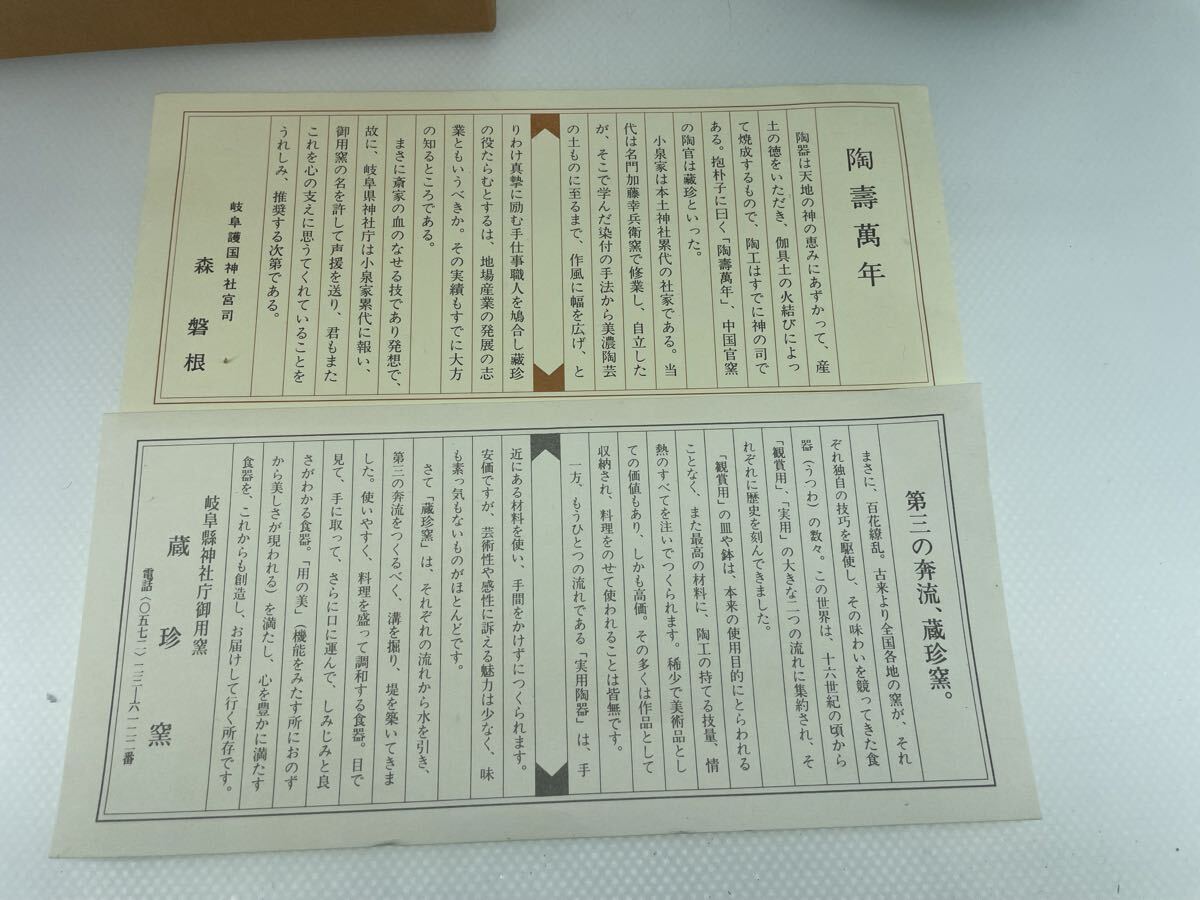 陶壽萬年
陶器は天地の神の恵みにあずかって、産
土の徳をいただき、伽具土の火結びによっ
て焼成するもので、陶工はすでに神の司で
ある。抱朴子に曰く「陶壽萬年」、中国官窯
の陶官は藏珍といった。
小泉家は本土神社累代の社家である。当
代は名門加藤幸兵衛窯で修業し、自立した
が、そこで学んだ染付の手法から美濃陶芸
の土ものに至るまで、作風に幅を広げ、と
りわけ真摯に励む手仕事職人を鳩合し藏珍
の役たらむとするは、地場産業の発展の志
業ともいうべきか。その実績もすでに大方
の知るところである。
まさに斎家の血のなせる技であり発想で、
故に、岐阜県神社庁は小泉家累代に報い、
御用窯の名を許して声援を送り、君もまた
これを心の支えに思うてくれていることを
うれしみ、推奨する次第である。
岐阜護国神社宮司
森磐根
第三の奔流、蔵珍窯。
まさに、百花繚乱。古来より全国各地の窯が、それ
ぞれ独自の技巧を駆使し、その味わいを競ってきた食
器（うつわ）の数々。この世界は、十六世紀の頃から
「観賞用」、「実用」の大きな二つの流れに集約され、そ
れぞれに歴史を刻んできました。
「観賞用」の皿や鉢は、本来の使用目的にとらわれる
ことなく、また最高の材料に、陶工の持てる技量、情
熱のすべてを注いでつくられます。稀少で美術品とし
ての価値もあり、しかも高価。その多くは作品として
収納され、料理をのせて使われることは皆無です。
一方、もうひとつの流れである「実用陶器」は、手
近にある材料を使い、手間をかけずにつくられます。
安価ですが、芸術性や感性に訴える魅力は少なく、味
も素っ気もないものがほとんどです。
さて「蔵珍窯」は、それぞれの流れから水を引き、
第三の奔流をつくるべく、溝を掘り、堤を築いてきま
した。使いやすく、料理を盛って調和する食器。目で
見て、手に取って、さらに口に運んで、しみじみと良
さがわかる食器。「用の美」（機能をみたす所におのず
から美しさが現われる）を満たし、心を豊かに満たす
食器を、これからも創造し、お届けして行く所存です。
岐阜縣神社庁御用窯
蔵珍窯
電話（〇五七二）二三―六一二二番